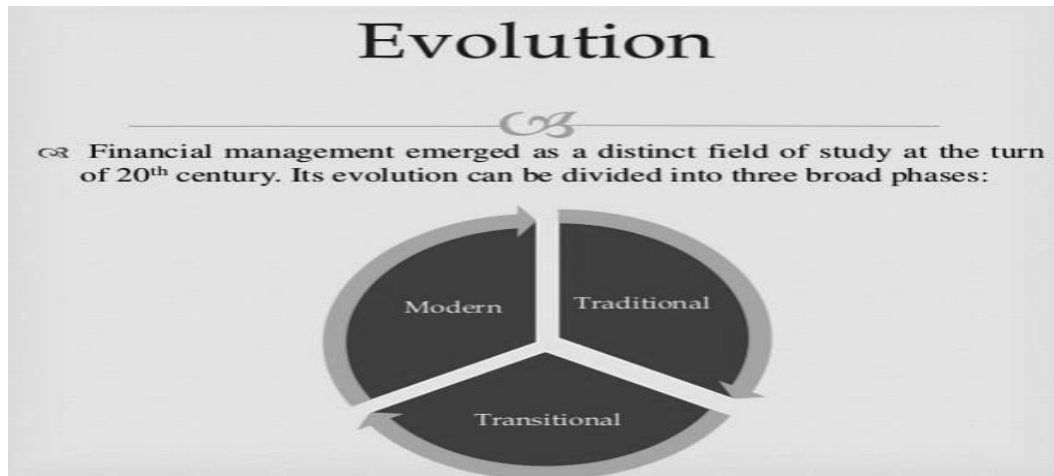 Evolution
Financial management emerged as a distinct field of study at the turn
of 20th century. Its evolution can be divided into three broad phases:
Modern
Traditional
Transitional